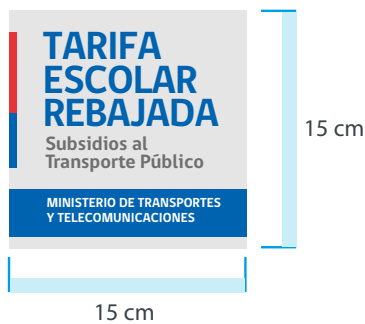 TARIFA
ESCOLAR
REBAJADA
Subsidios al
Transporte Público
MINISTERIO DE TRANSPORTES
Y TELECOMUNICACIONES
15 cm
15 cm